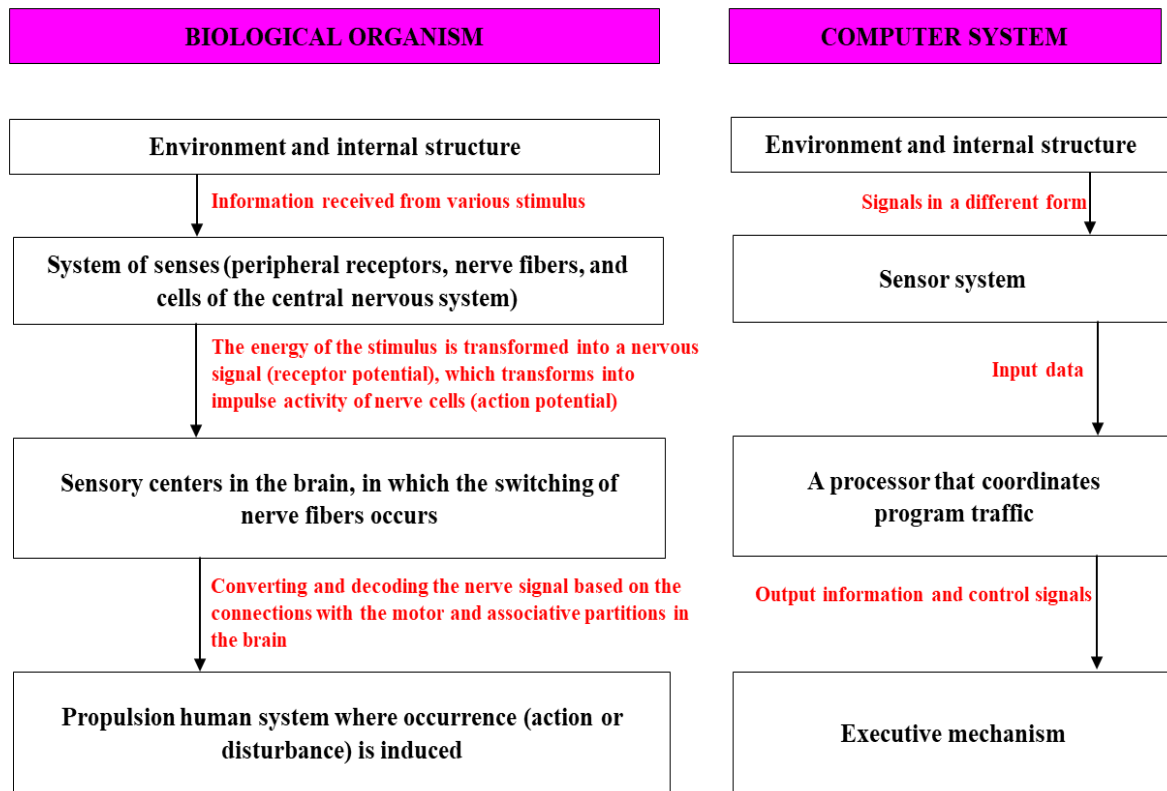 BIOLOGICAL ORGANISM
Environment and internal structure
Information received from various stimulus
System of senses (peripheral receptors, nerve fibers, and
cells of the central nervous system)
The energy of the stimulus is transformed into a nervous
signal (receptor potential), which transforms into
impulse activity of nerve cells (action potential)
Sensory centers in the brain, in which the switching of
nerve fibers occurs
Converting and decoding the nerve signal based on the
connections with the motor and associative partitions in
the brain
Propulsion human system where occurrence (action or
disturbance) is induced
COMPUTER SYSTEM
Environment and internal structure
Signals in a different form
Sensor system
Input data
A processor that coordinates
program traffic
Output information and control signals
Executive mechanism